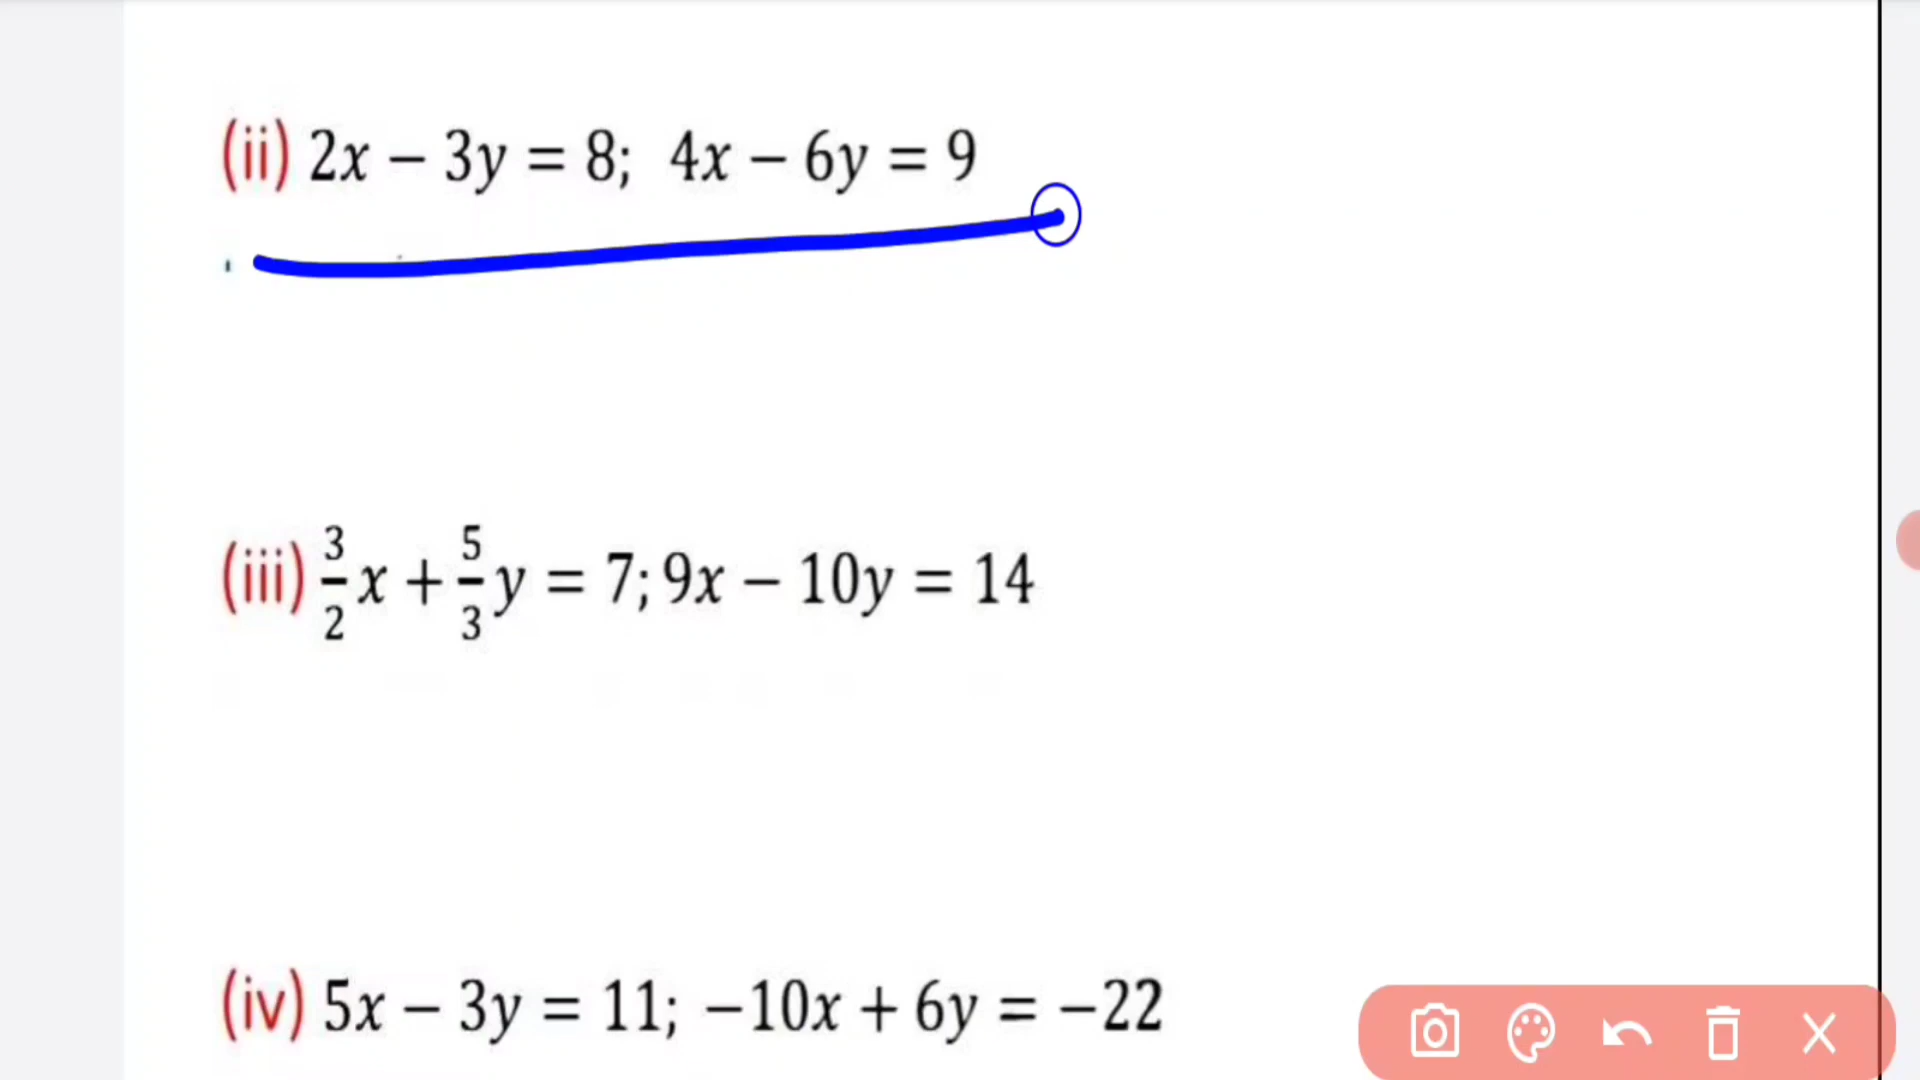 (ii) 2x − 3y = 8; 4x − 6y = 9
(iii) 3/2 x + 5/3 y = 7; 9x − 10y = 14
(iv) 5x − 3y = 11; −10x + 6y = −22